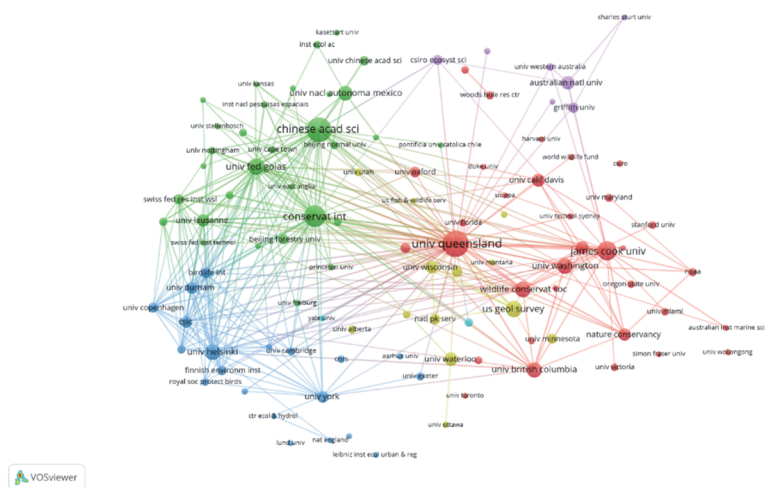 charles sturt univ
kasetsart univ
inst ecol ac
univ chinese acad sci
csiro ecosyst sci
univ western australia
univ kansas
australian natl univ
univ nacl autonoma mexico
woods hole res ctr
inst nacl pesquisas espaciais
griffith univ
univ stellenbosch
chinese acad sci
beijing normal univ
pontificia univ catolica chile
harvard univ
univ nottingham
univ cape town
world wildlife fund
univ fed goias
duke univ
csiro
univ utah
univ oxford
univ calif davis
univ east anglia
us epa
univ maryland
swiss fed res inst wsl
us fish & wildlife serv
univ lausanne
conservat int
univ florida
univ technol sydney
stanford univ
swiss fed inst technol
beijing forestry univ
univ queensland
james cook univ
birdlife int
princeton univ
univ wisconsin
univ montana
univ washington
noaa
univ durham
wildlife conservat soc
oregon state univ
univ copenhagen
univ freiburg
us geol survey
univ miami
csic
yale univ
nad pk serv
univ alberta
australian inst marine sci
nature conservancy
univ helsinki
univ cambridge
cnrs
aarhus univ
univ waterloo
univ minnesota
simon fraser univ
univ wollongong
finnish environm inst
univ exeter
univ british columbia
univ victoria
royal soc protect birds
univ york
univ toronto
ctr ecol & hydrol
univ ottawa
lund univ
nat england
leibniz inst ecol urban & reg
VOSviewer